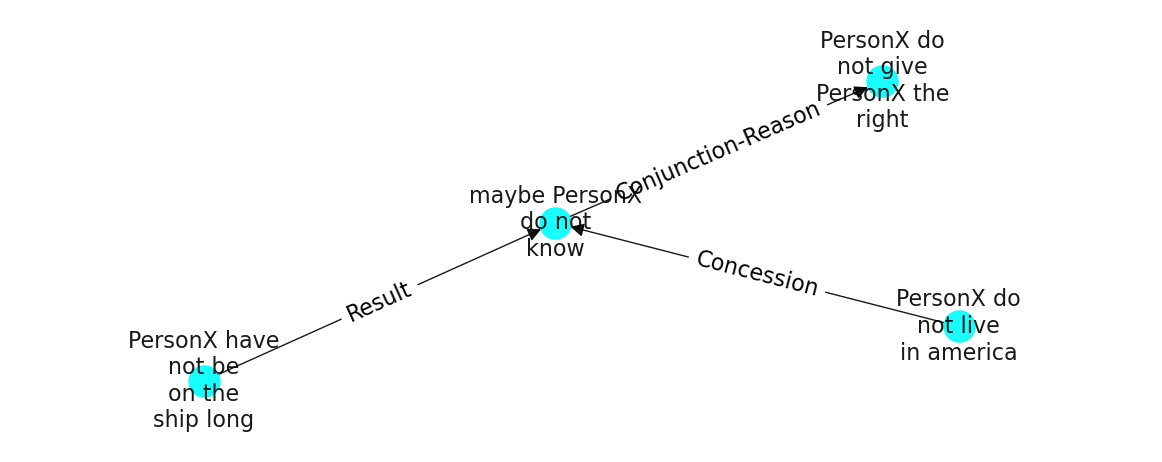 PersonX do
not give
PersonX the
right
Conjunction-Reason
maybe PersonX
do not
know
Concession
Result
PersonX do
not live
in america
PersonX have
not be
on the
ship long